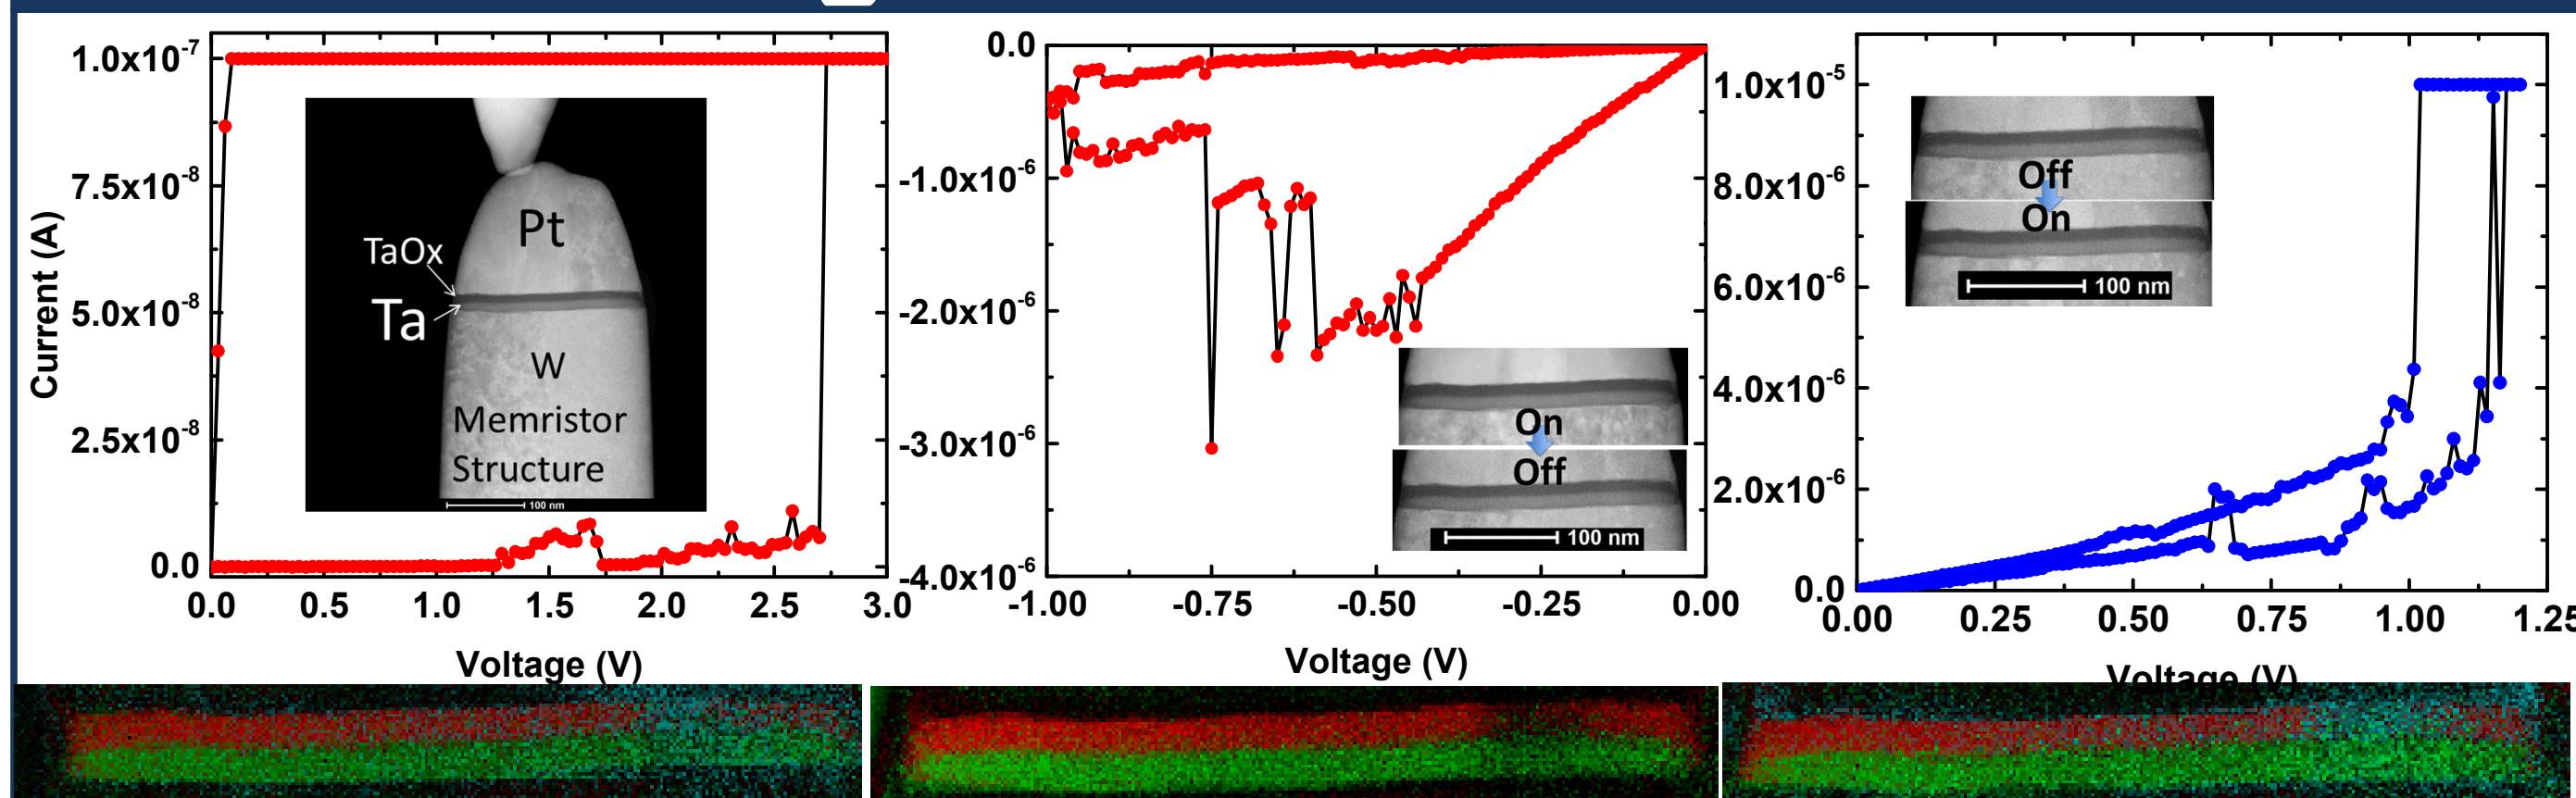 1.0x10⁻⁷
7.5x10⁻⁸
5.0x10⁻⁸
2.5x10⁻⁸
0.0
Current (A)
0.0
0.5
1.0
1.5
2.0
2.5
3.0
Voltage (V)
Pt
TaOx
Ta
W
Memristor
Structure
100 nm
0.0
-1.0x10⁻⁶
-2.0x10⁻⁶
-3.0x10⁻⁶
-4.0x10⁻⁶
-1.00
-0.75
-0.50
-0.25
0.00
Voltage (V)
On
Off
100 nm
1.0x10⁻⁵
8.0x10⁻⁶
6.0x10⁻⁶
4.0x10⁻⁶
2.0x10⁻⁶
0.0
0.00
0.25
0.50
0.75
1.00
1.25
Voltage (V)
Off
On
100 nm